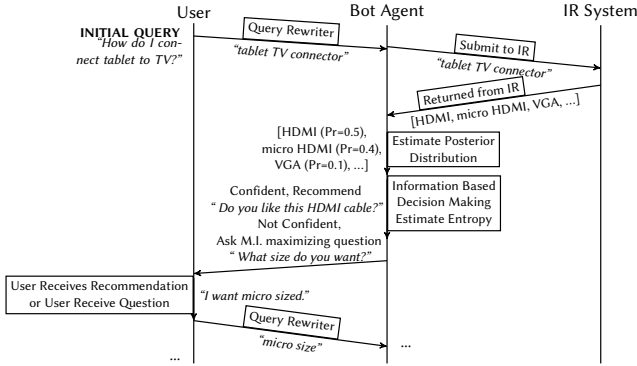 User
Bot Agent
IR System
INITIAL QUERY
"How do I con-
nect tablet to TV?"
Query Rewriter
"tablet TV connector"
Submit to IR
"tablet TV connector"
Returned from IR
[HDMI, micro HDMI, VGA, ...]
[HDMI (Pr=0.5),
micro HDMI (Pr=0.4),
VGA (Pr=0.1), ...]
Estimate Posterior
Distribution
Confident, Recommend
" Do you like this HDMI cable?"
Not Confident,
Ask M.I. maximizing question
" What size do you want?"
Information Based
Decision Making
Estimate Entropy
User Receives Recommendation
or User Receive Question
"I want micro sized."
Query Rewriter
"micro size"
...
...